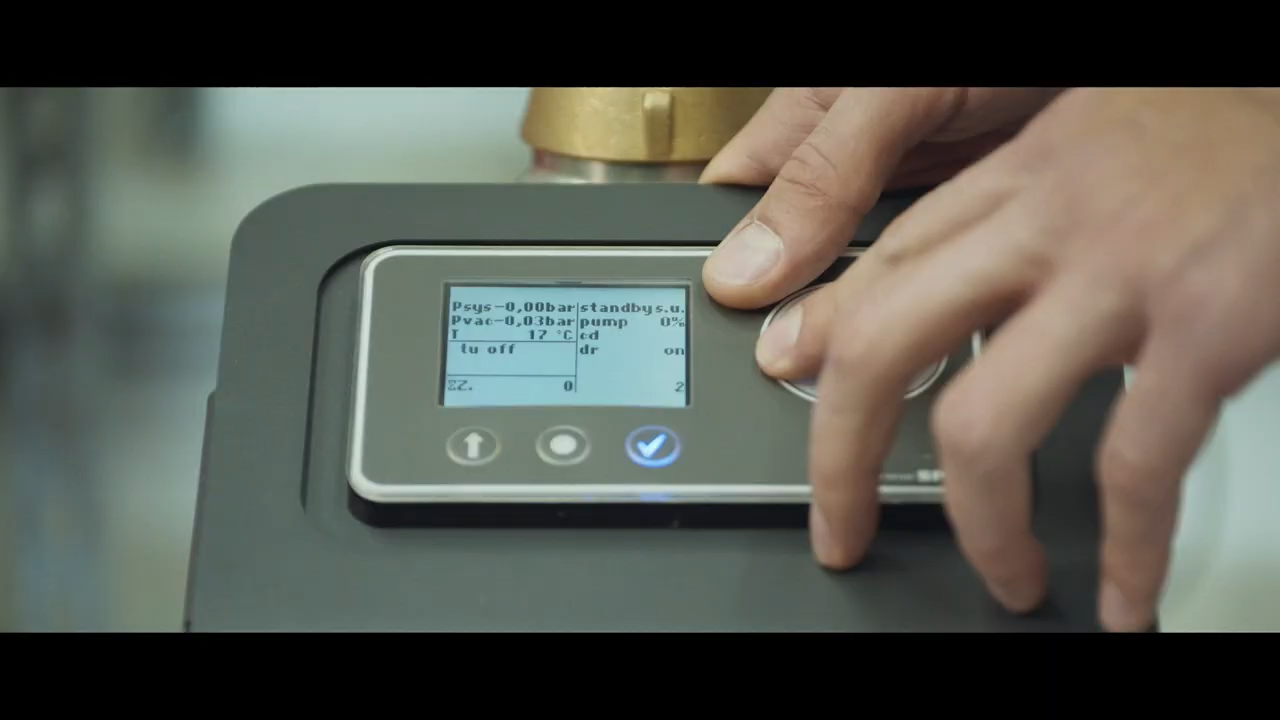 Psys-0,00bar standby s.u.
Pvac-0,03bar pump 0%
T 17 °C cd
tu off dr on
ZZ. 0 2